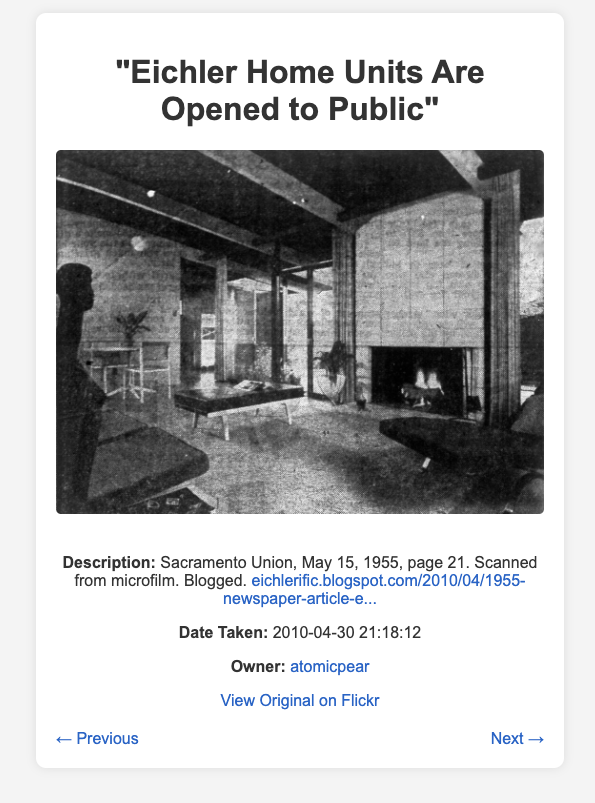 "Eichler Home Units Are
Opened to Public"
Description: Sacramento Union, May 15, 1955, page 21. Scanned
from microfilm. Blogged. eichlerific.blogspot.com/2010/04/1955-
newspaper-article-e...
Date Taken: 2010-04-30 21:18:12
Owner: atomicpear
View Original on Flickr
← Previous
Next →